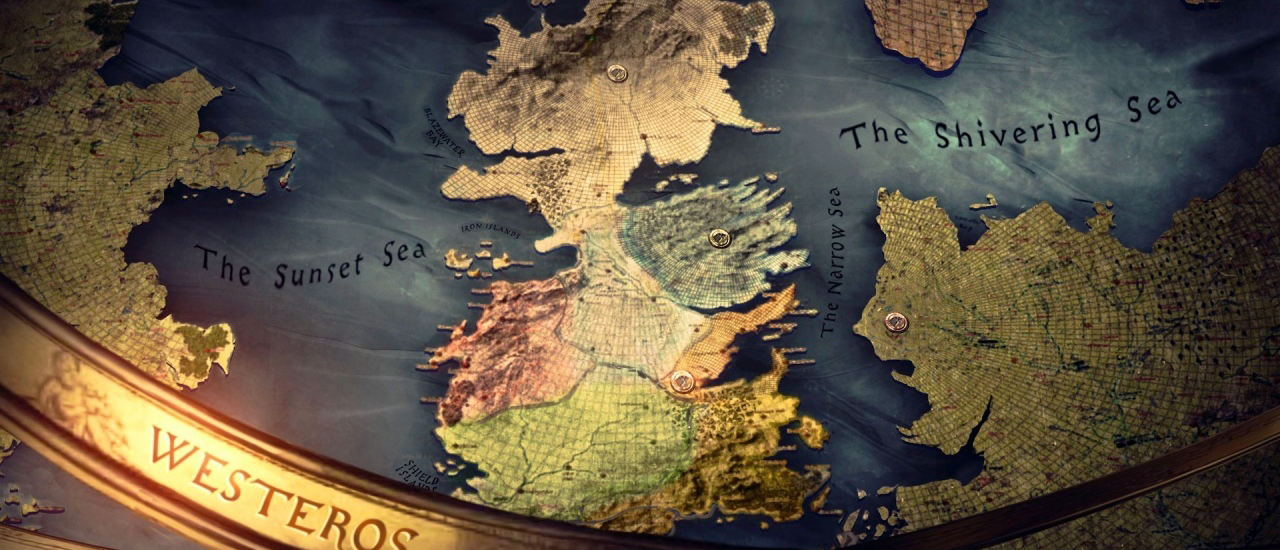 The Shivering Sea
BLAZEWATER
BAY
The Narrow Sea
IRON ISLANDS
The Sunset Sea
SHIELD
ISLANDS
WESTEROS